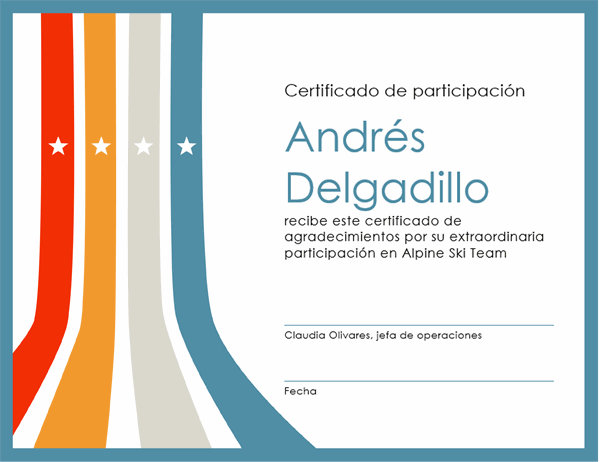 Certificado de participación
Andrés
Delgadillo
recibe este certificado de
agradecimientos por su extraordinaria
participación en Alpine Ski Team
Claudia Olivares, jefa de operaciones
Fecha